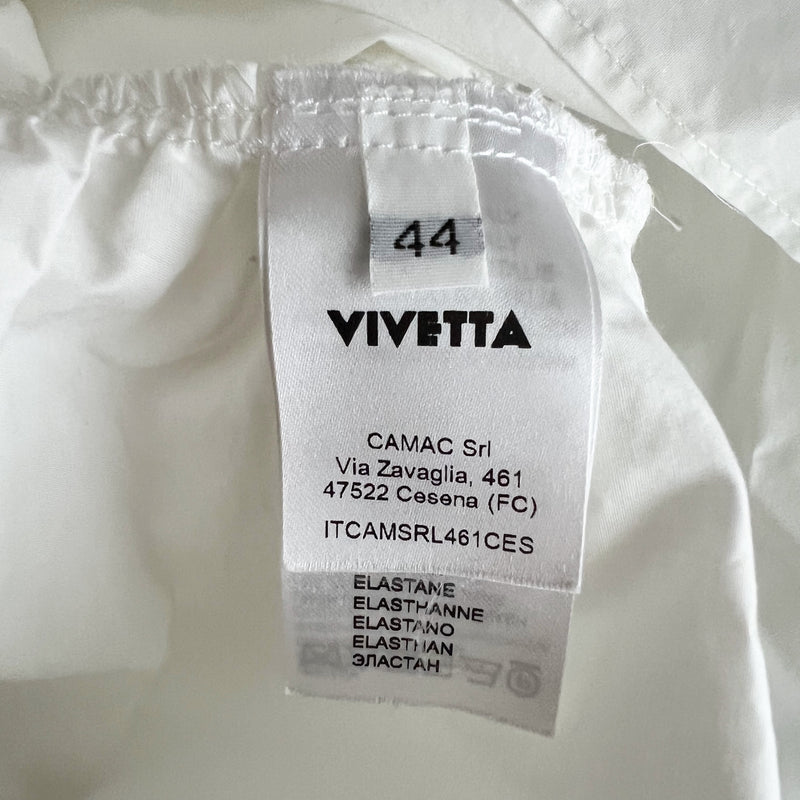 44
VIVETTA
CAMAC Srl
Via Zavaglia, 461
47522 Cesena (FC)
ITCAMSRL461CES
ELASTANE
ELASTHANNE
ELASTANO
ELASTHAN
ЭЛАСТАН